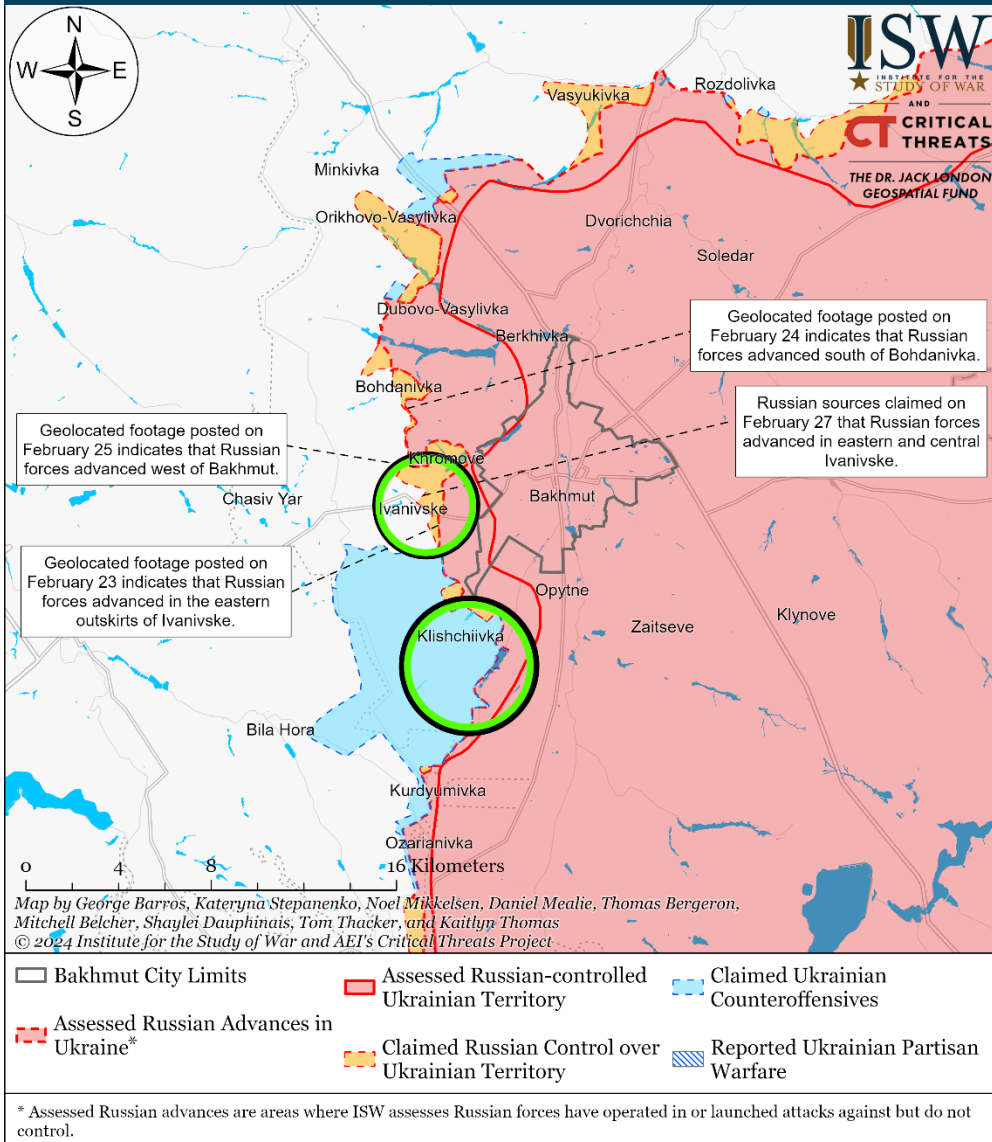 N
W E
S
ISW
INSTITUTE FOR THE
STUDY OF WAR
AND
CT CRITICAL
THREATS
THE DR. JACK LONDON
GEOSPATIAL FUND
Vasyukivka
Rozdolivka
Minkivka
Orikhovo-Vasylivka
Dvorichchia
Soledar
Dubovo-Vasylivka
Berkhivka
Geolocated footage posted on
February 24 indicates that Russian
forces advanced south of Bohdanivka.
Bohdanivka
Russian sources claimed on
February 27 that Russian forces
advanced in eastern and central
Ivanivske.
Geolocated footage posted on
February 25 indicates that Russian
forces advanced west of Bakhmut.
Khromove
Chasiv Yar
Ivanivske
Bakhmut
Geolocated footage posted on
February 23 indicates that Russian
forces advanced in the eastern
outskirts of Ivanivske.
Opytne
Klishchiivka
Zaitseve
Klynove
Bila Hora
Kurdyumivka
Ozarianivka
0 4 8 16 Kilometers
Map by George Barros, Kateryna Stepanenko, Noel Mikkelsen, Daniel Mealie, Thomas Bergeron,
Mitchell Belcher, Shaylei Dauphinais, Tom Thacker, and Kaitlyn Thomas
© 2024 Institute for the Study of War and AEI's Critical Threats Project
Bakhmut City Limits
Assessed Russian Advances in
Ukraine*
Assessed Russian-controlled
Ukrainian Territory
Claimed Russian Control over
Ukrainian Territory
Claimed Ukrainian
Counteroffensives
Reported Ukrainian Partisan
Warfare
* Assessed Russian advances are areas where ISW assesses Russian forces have operated in or launched attacks against but do not
control.